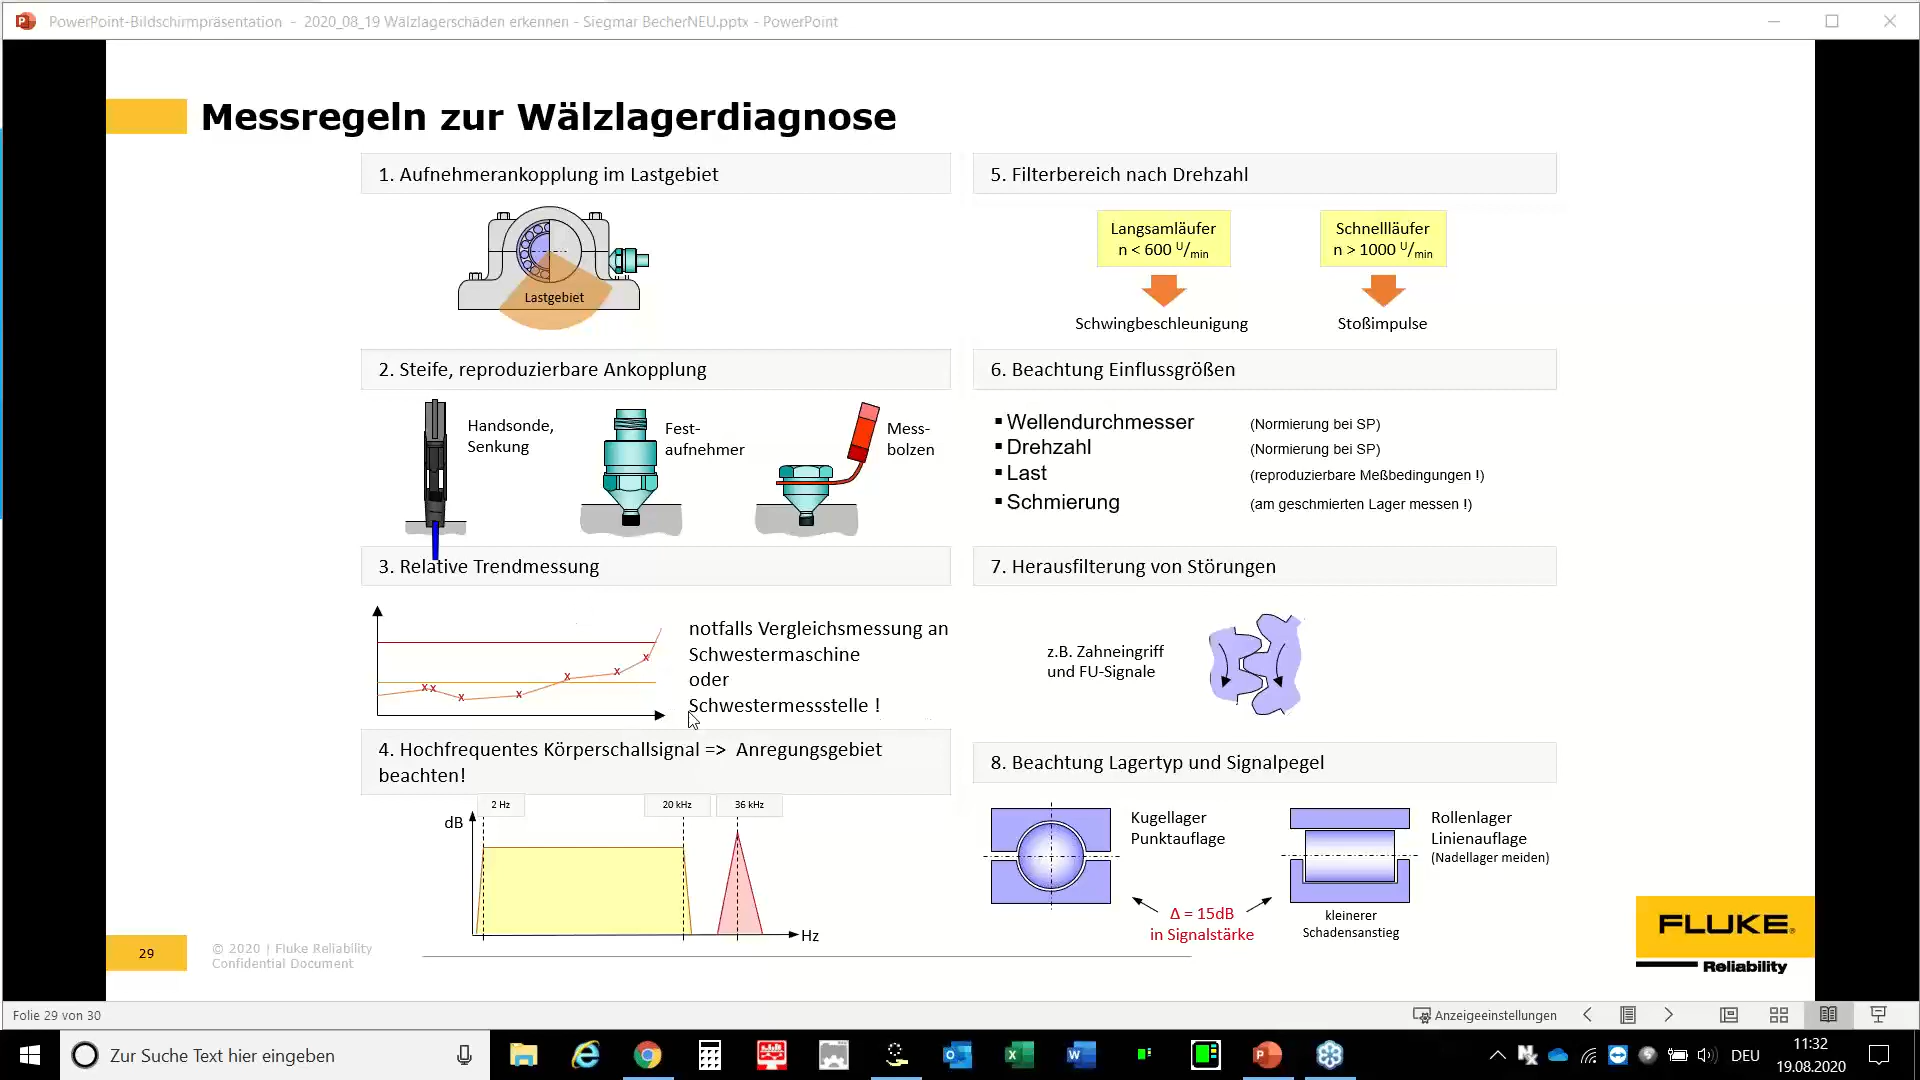 PowerPoint-Bildschirmpräsentation - 2020_08_19 Wälzlagerschäden erkennen - Siegmar BecherNEU.pptx - PowerPoint
Messregeln zur Wälzlagerdiagnose
1. Aufnehmerankopplung im Lastgebiet
Lastgebiet
2. Steife, reproduzierbare Ankopplung
Handsonde,
Senkung
Fest-
aufnehmer
Mess-
bolzen
3. Relative Trendmessung
notfalls Vergleichsmessung an
Schwestermaschine
oder
Schwestermessstelle !
4. Hochfrequentes Körperschallsignal => Anregungsgebiet
beachten!
2 Hz
20 kHz
36 kHz
dB
Hz
5. Filterbereich nach Drehzahl
Langsamläufer
n < 600 U/min
Schnellläufer
n > 1000 U/min
Schwingbeschleunigung
Stoßimpulse
6. Beachtung Einflussgrößen
▪ Wellendurchmesser (Normierung bei SP)
▪ Drehzahl (Normierung bei SP)
▪ Last (reproduzierbare Meßbedingungen !)
▪ Schmierung (am geschmierten Lager messen !)
7. Herausfilterung von Störungen
z.B. Zahneingriff
und FU-Signale
8. Beachtung Lagertyp und Signalpegel
Kugellager
Punktauflage
Rollenlager
Linienauflage
(Nadellager meiden)
Δ = 15dB
in Signalstärke
kleinerer
Schadensanstieg
29
© 2020 | Fluke Reliability
Confidential Document
FLUKE®
Reliability
Folie 29 von 30
Anzeigeeinstellungen
Zur Suche Text hier eingeben
DEU
11:32
19.08.2020